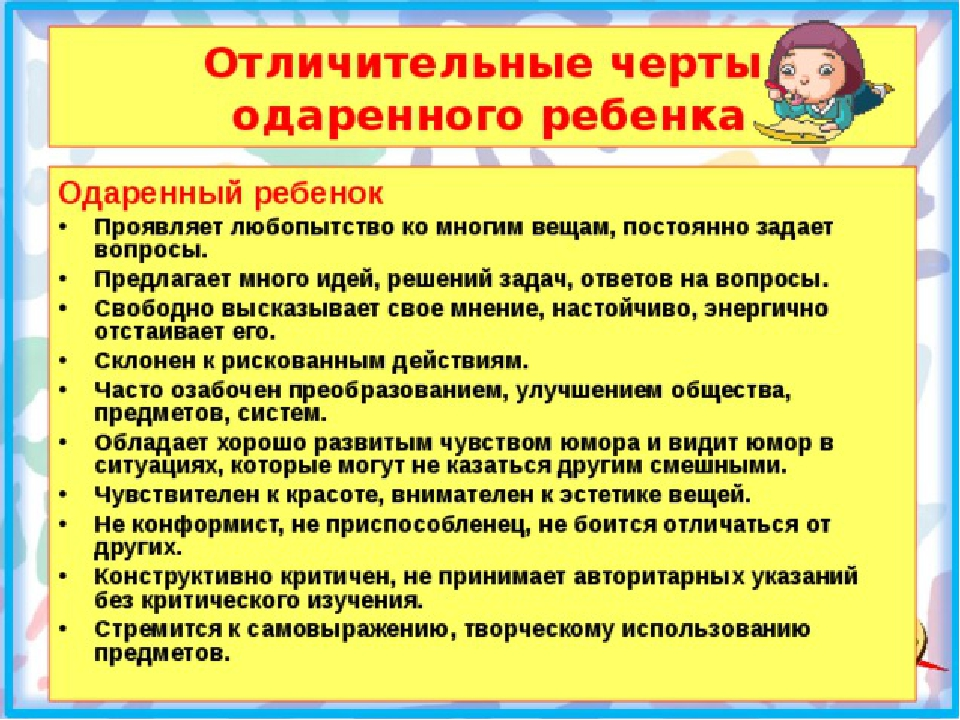 Отличительные черты
одаренного ребенка
Одаренный ребенок
• Проявляет любопытство ко многим вещам, постоянно задает
вопросы.
• Предлагает много идей, решений задач, ответов на вопросы.
• Свободно высказывает свое мнение, настойчиво, энергично
отстаивает его.
• Склонен к рискованным действиям.
• Часто озабочен преобразованием, улучшением общества,
предметов, систем.
• Обладает хорошо развитым чувством юмора и видит юмор в
ситуациях, которые могут не казаться другим смешными.
• Чувствителен к красоте, внимателен к эстетике вещей.
• Не конформист, не приспособленец, не боится отличаться от
других.
• Конструктивно критичен, не принимает авторитарных указаний
без критического изучения.
• Стремится к самовыражению, творческому использованию
предметов.